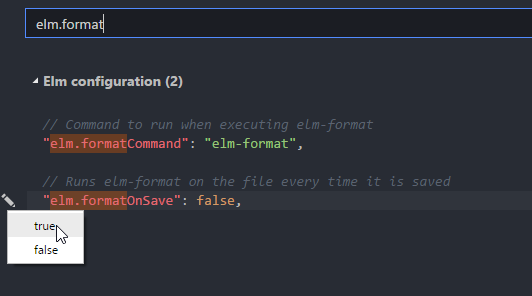 elm.format
Elm configuration (2)
// Command to run when executing elm-format
"elm.formatCommand": "elm-format",
// Runs elm-format on the file every time it is saved
"elm.formatOnSave": false,
true
false